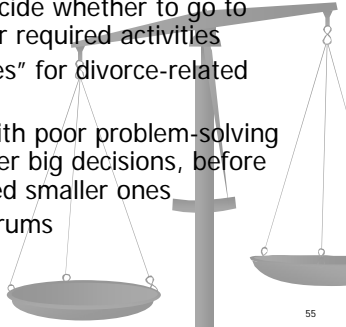 cide whether to go to
r required activities
es” for divorce-related
ith poor problem-solving
er big decisions, before
ed smaller ones
rums
55